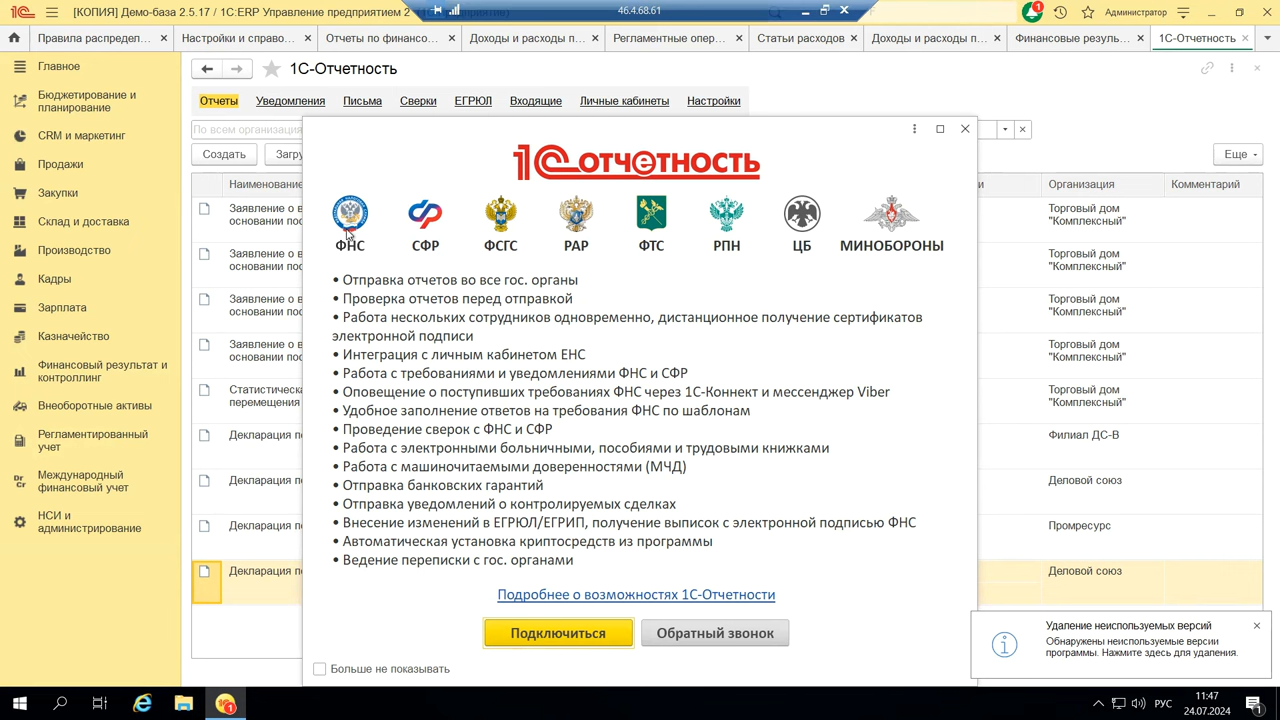 [КОПИЯ] Демо-база 2.5.17 / 1С:ERP Управление предприятием 2
46.4.68.61
1
Администратор
Правила распредел...
Настройки и справо...
Отчеты по финансо...
Доходы и расходы п...
Регламентные опер...
Статьи расходов
Доходы и расходы п...
Финансовые резуль...
1С-Отчетность
Главное
Бюджетирование и
планирование
CRM и маркетинг
Продажи
Закупки
Склад и доставка
Производство
Кадры
Зарплата
Казначейство
Финансовый результат и
контроллинг
Внеоборотные активы
Регламентированный
учет
Международный
финансовый учет
НСИ и
администрирование
1С-Отчетность
Отчеты
Уведомления
Письма
Сверки
ЕГРЮЛ
Входящие
Личные кабинеты
Настройки
По всем организация
Создать
Загру
Еще
Наименование
Организация
Комментарий
Заявление о в
основании пос
Торговый дом
"Комплексный"
Заявление о в
основании пос
Торговый дом
"Комплексный"
Заявление о в
основании пос
Торговый дом
"Комплексный"
Заявление о в
основании пос
Торговый дом
"Комплексный"
Статистическа
перемещения
Торговый дом
"Комплексный"
Декларация по
Филиал ДС-В
Декларация по
Деловой союз
Декларация по
Промресурс
Декларация по
Деловой союз
1С отчетность
ФНС
СФР
ФСГС
РАР
ФТС
РПН
ЦБ
МИНОБОРОНЫ
• Отправка отчетов во все гос. органы
• Проверка отчетов перед отправкой
• Работа нескольких сотрудников одновременно, дистанционное получение сертификатов
электронной подписи
• Интеграция с личным кабинетом ЕНС
• Работа с требованиями и уведомлениями ФНС и СФР
• Оповещение о поступивших требованиях ФНС через 1С-Коннект и мессенджер Viber
• Удобное заполнение ответов на требования ФНС по шаблонам
• Проведение сверок с ФНС и СФР
• Работа с электронными больничными, пособиями и трудовыми книжками
• Работа с машиночитаемыми доверенностями (МЧД)
• Отправка банковских гарантий
• Отправка уведомлений о контролируемых сделках
• Внесение изменений в ЕГРЮЛ/ЕГРИП, получение выписок с электронной подписью ФНС
• Автоматическая установка криптосредств из программы
• Ведение переписки с гос. органами
Подробнее о возможностях 1С-Отчетности
Подключиться
Обратный звонок
Больше не показывать
Удаление неиспользуемых версий
Обнаружены неиспользуемые версии
программы. Нажмите здесь для удаления.
1
РУС
11:47
24.07.2024
1